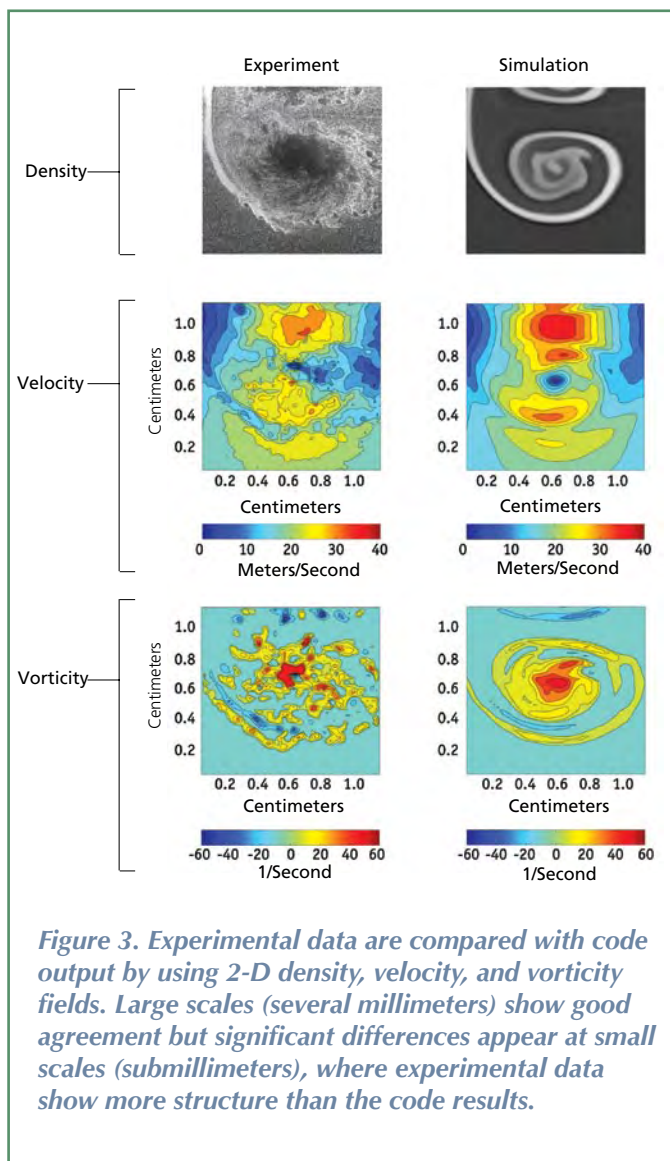 Experiment Simulation
Density
Velocity
Centimeters
1.0 1.0
0.8 0.8
0.6 0.6
0.4 0.4
0.2 0.2
0.2 0.4 0.6 0.8 1.0 0.2 0.4 0.6 0.8 1.0
Centimeters Centimeters
0 10 20 30 40 0 10 20 30 40
Meters/Second Meters/Second
Vorticity
Centimeters
1.0 1.0
0.8 0.8
0.6 0.6
0.4 0.4
0.2 0.2
0.2 0.4 0.6 0.8 1.0 0.2 0.4 0.6 0.8 1.0
Centimeters Centimeters
-60 -40 -20 0 20 40 60 -60 -40 -20 0 20 40 60
1/Second 1/Second
Figure 3. Experimental data are compared with code
output by using 2-D density, velocity, and vorticity
fields. Large scales (several millimeters) show good
agreement but significant differences appear at small
scales (submillimeters), where experimental data
show more structure than the code results.